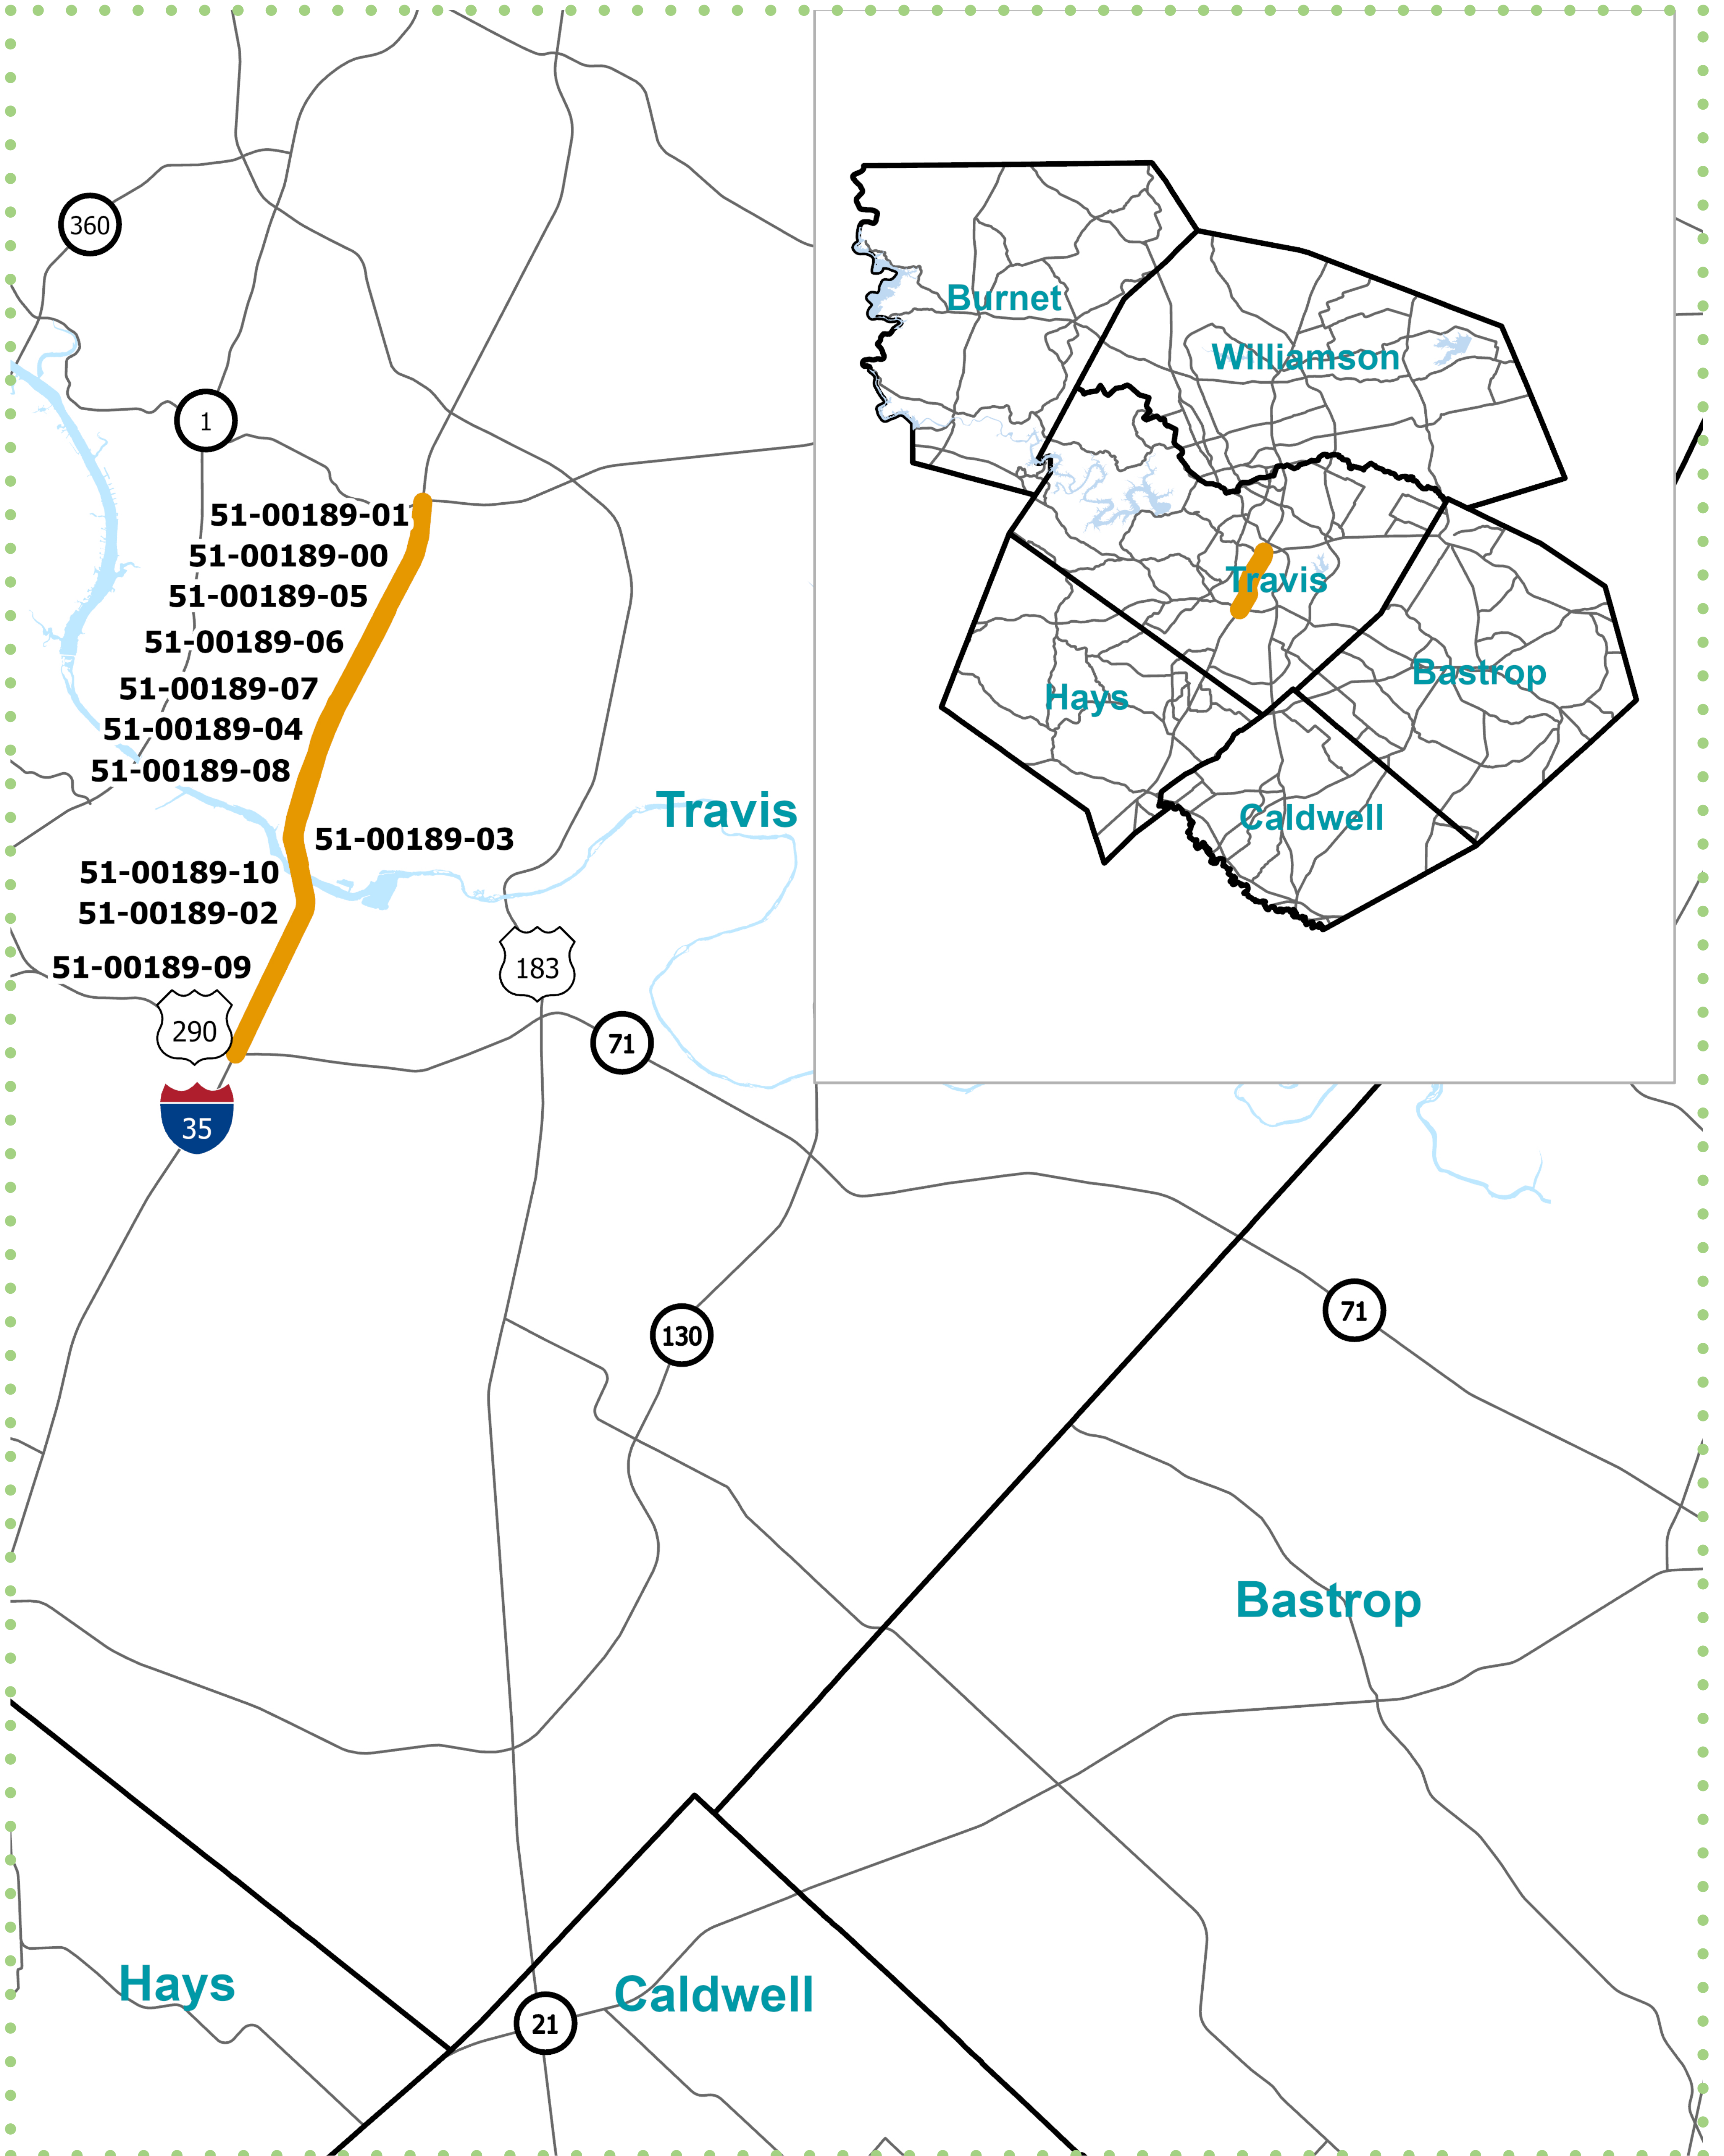 360
1
51-00189-01
51-00189-00
51-00189-05
51-00189-06
51-00189-07
51-00189-04
51-00189-08
51-00189-03
51-00189-10
51-00189-02
51-00189-09
Travis
183
290
71
35
130
71
Bastrop
Hays
Caldwell
21
Burnet
Williamson
Travis
Bastrop
Hays
Caldwell